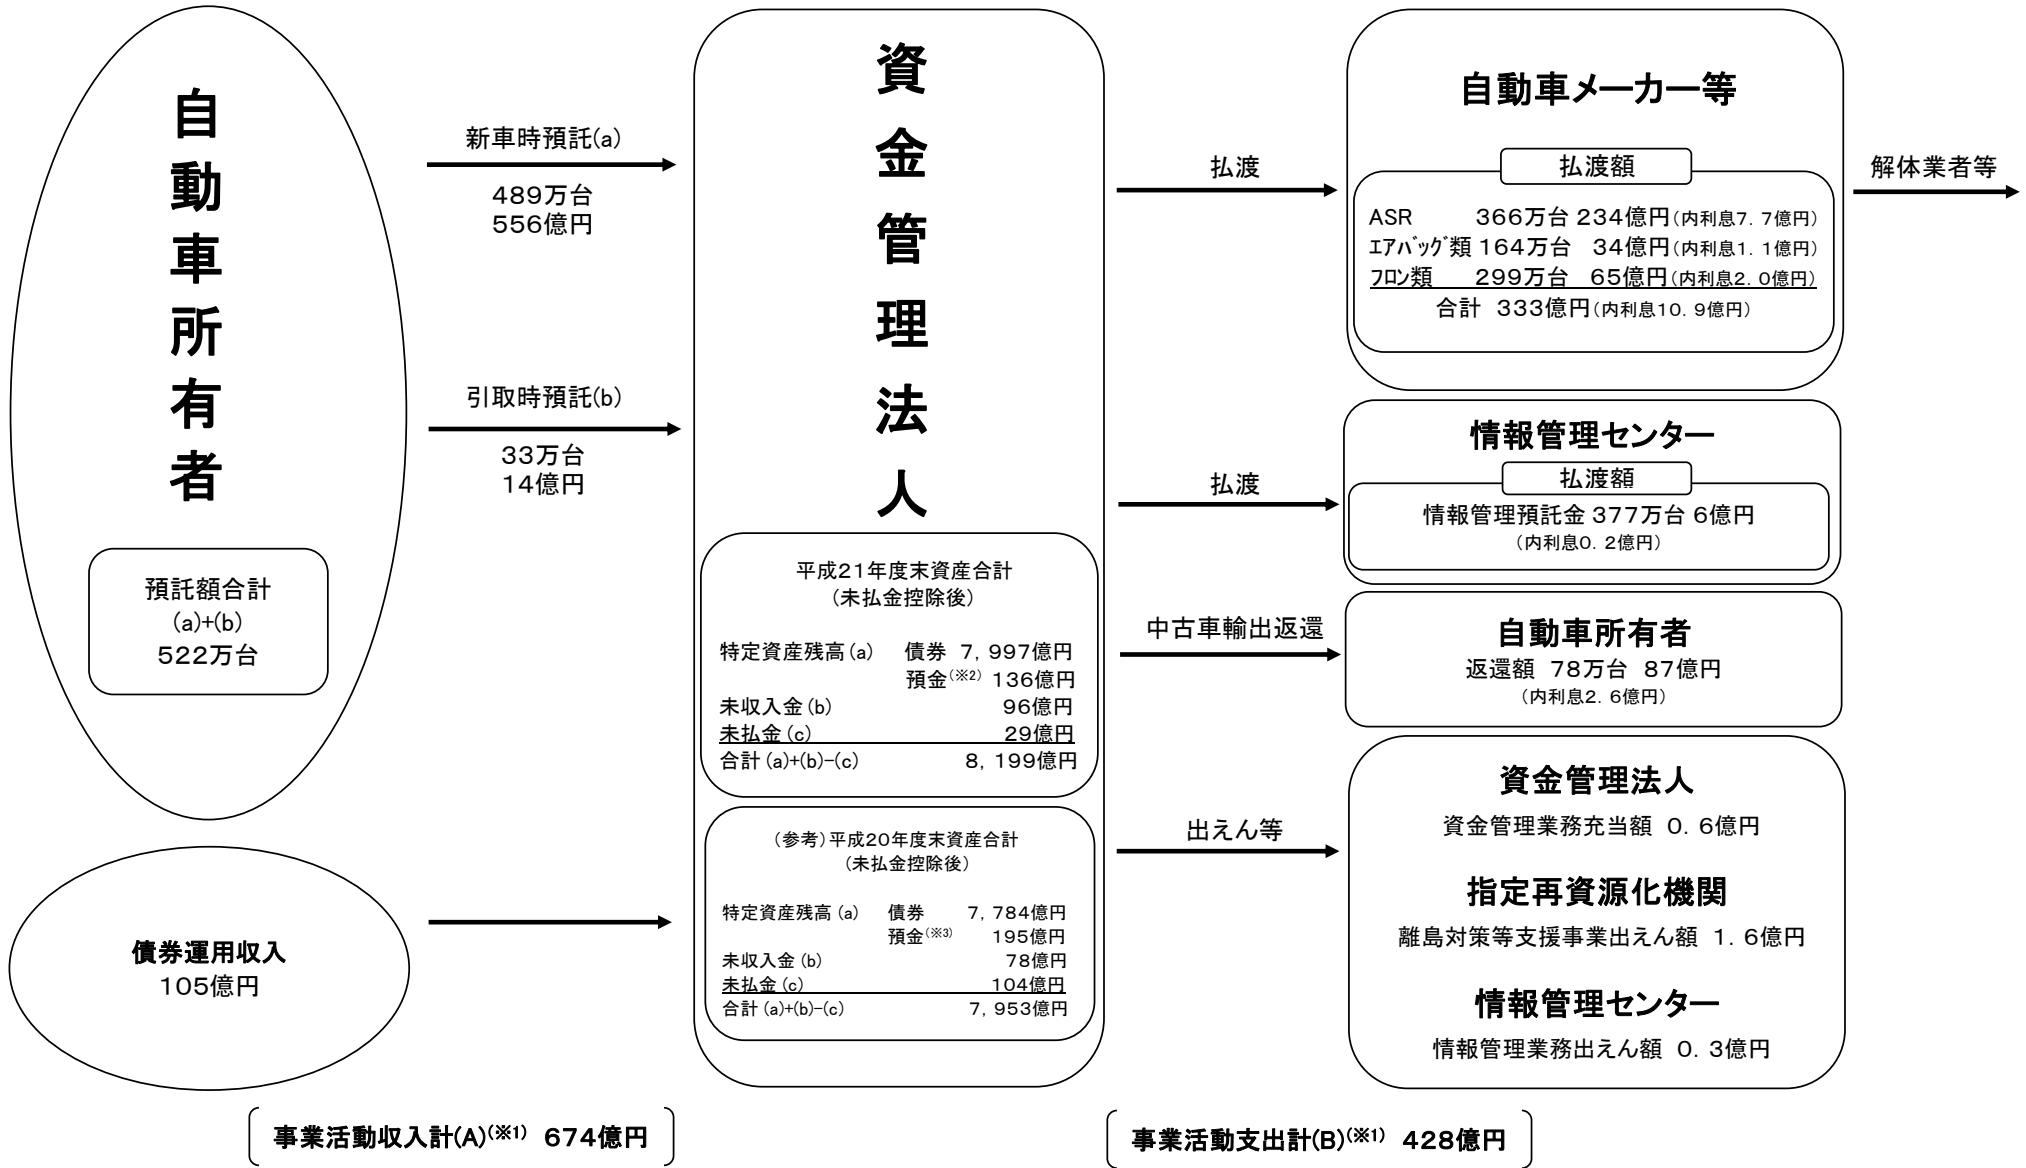 自動車所有者
預託額合計
(a)+(b)
522万台
債券運用収入
105億円
新車時預託(a)
489万台
556億円
引取時預託(b)
33万台
14億円
資金管理法人
平成21年度末資産合計
(未払金控除後)
特定資産残高(a) 債券 7,997億円
預金(※2) 136億円
未収入金(b) 96億円
未払金(c) 29億円
合計(a)+(b)-(c) 8,199億円
(参考)平成20年度末資産合計
(未払金控除後)
特定資産残高(a) 債券 7,784億円
預金(※3) 195億円
未収入金(b) 78億円
未払金(c) 104億円
合計(a)+(b)-(c) 7,953億円
払渡
自動車メーカー等
払渡額
ASR 366万台 234億円(内利息7.7億円)
エアバッグ類 164万台 34億円(内利息1.1億円)
フロン類 299万台 65億円(内利息2.0億円)
合計 333億円(内利息10.9億円)
解体業者等
払渡
情報管理センター
払渡額
情報管理預託金 377万台 6億円
(内利息0.2億円)
中古車輸出返還
自動車所有者
返還額 78万台 87億円
(内利息2.6億円)
出えん等
資金管理法人
資金管理業務充当額 0.6億円
指定再資源化機関
離島対策等支援事業出えん額 1.6億円
情報管理センター
情報管理業務出えん額 0.3億円
事業活動収入計(A)(※1) 674億円
事業活動支出計(B)(※1) 428億円